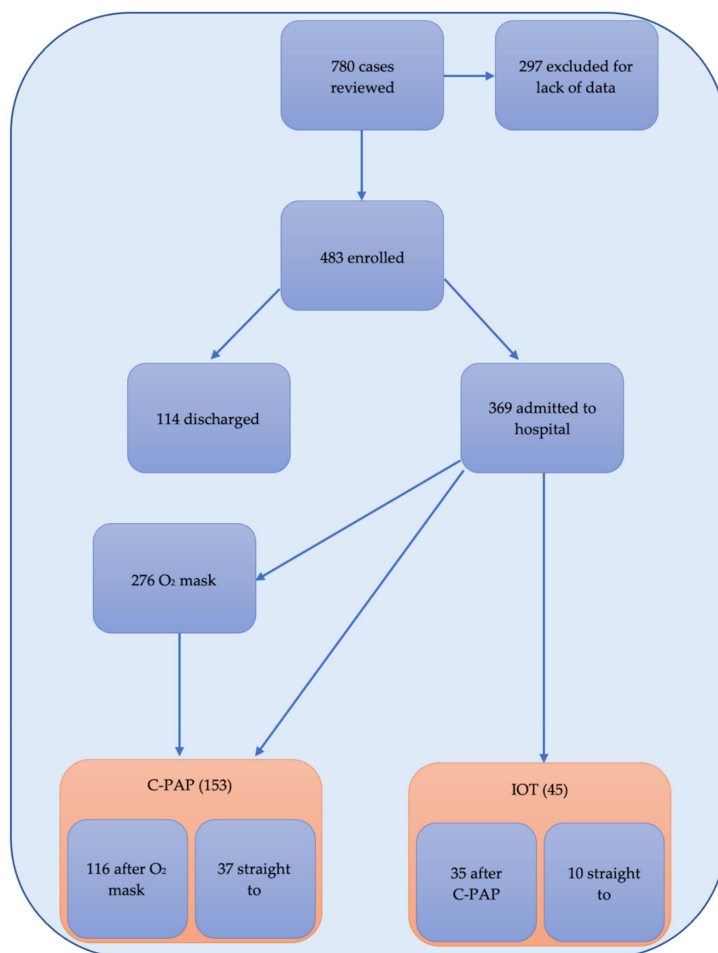 780 cases
reviewed
297 excluded for
lack of data
483 enrolled
114 discharged
369 admitted to
hospital
276 O₂ mask
C-PAP (153)
116 after O₂
mask
37 straight
to
IOT (45)
35 after
C-PAP
10 straight
to